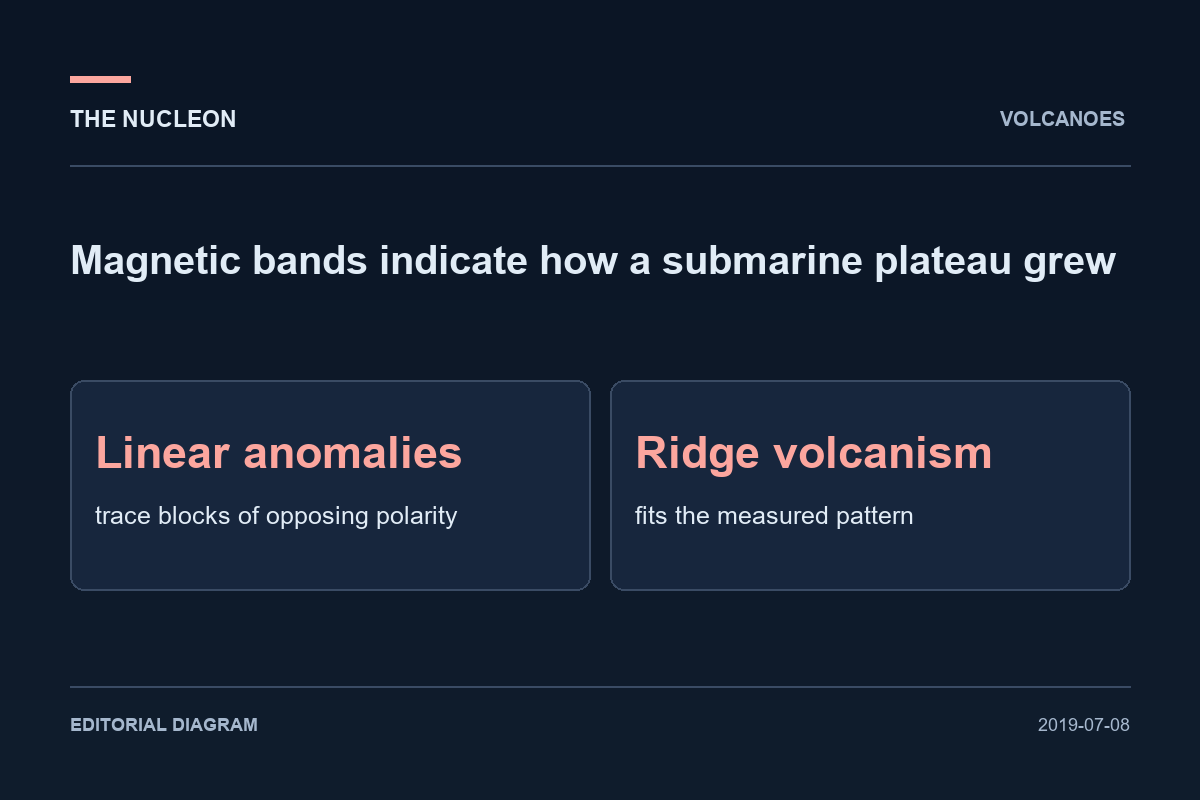 THE NUCLEON
VOLCANOES
Magnetic bands indicate how a submarine plateau grew
Linear anomalies
trace blocks of opposing polarity
Ridge volcanism
fits the measured pattern
EDITORIAL DIAGRAM
2019-07-08